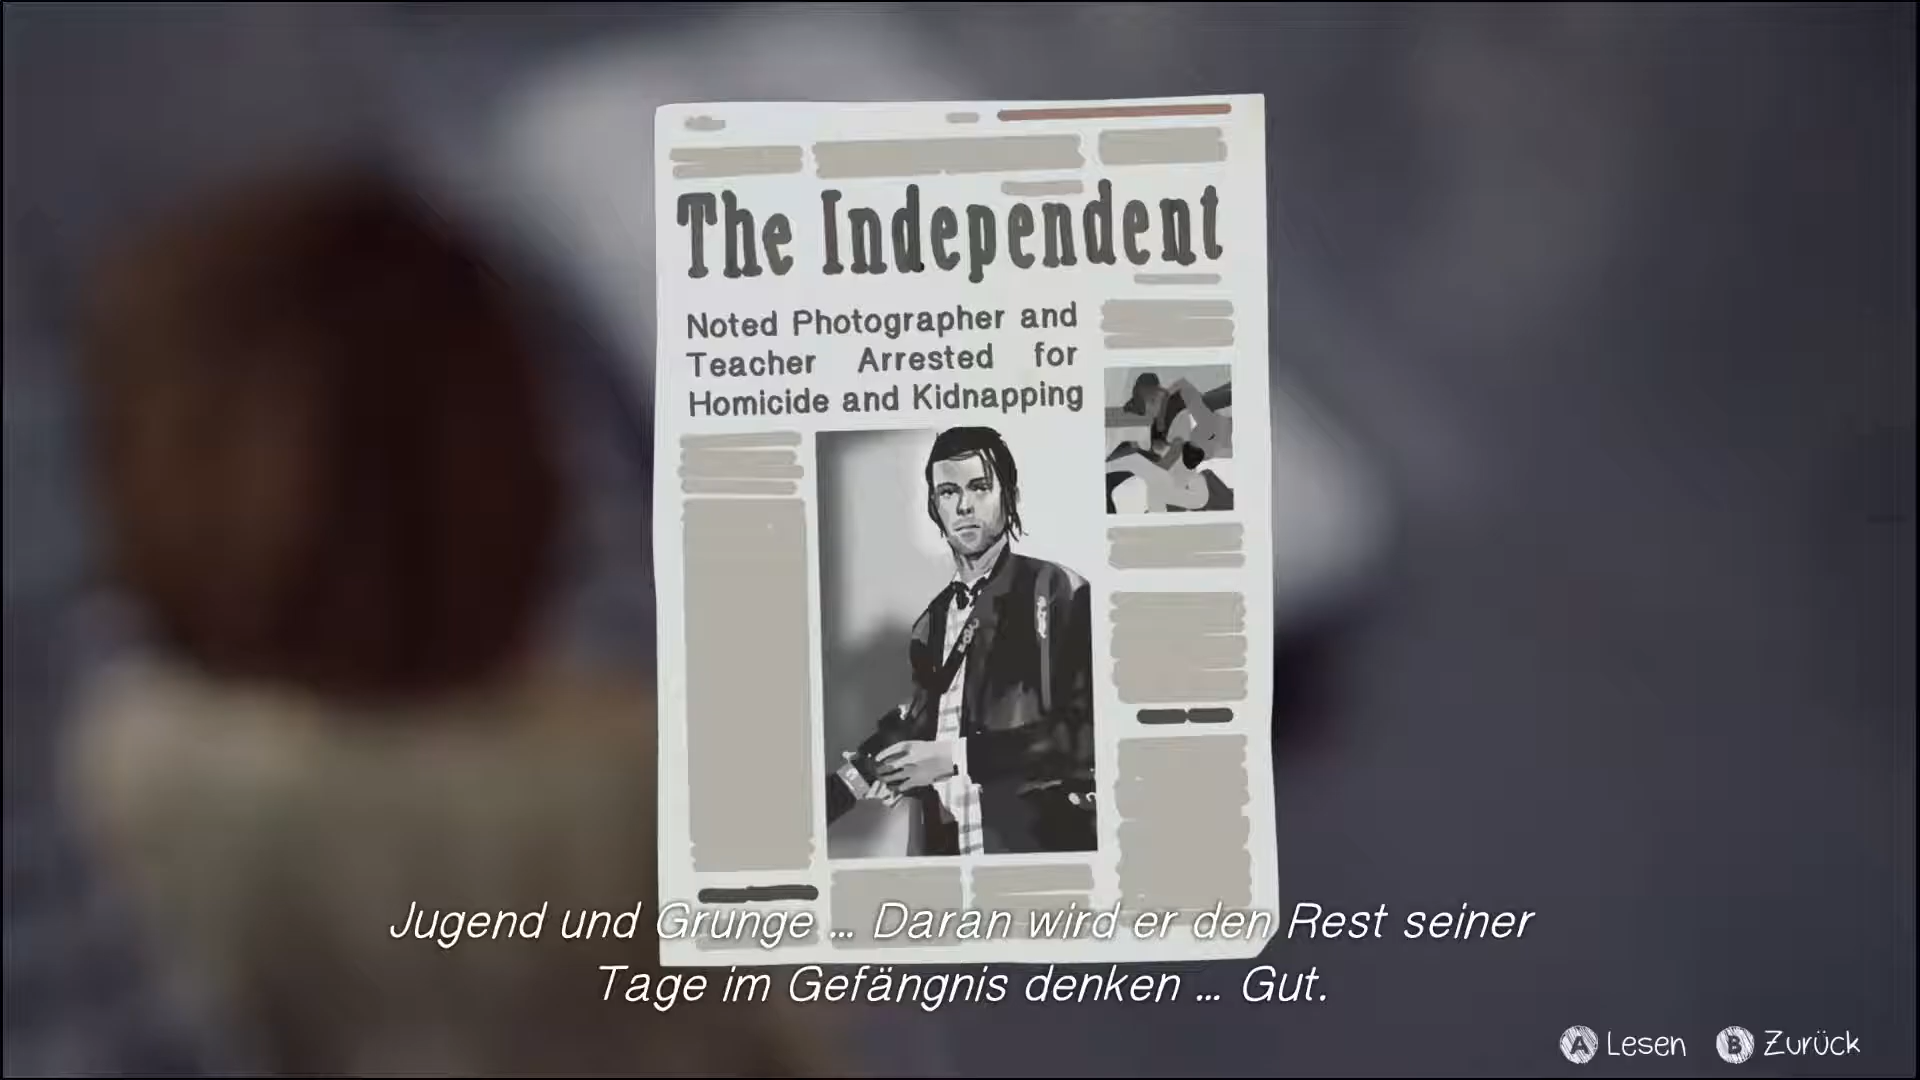 The Independent
Noted Photographer and
Teacher Arrested for
Homicide and Kidnapping
Jugend und Grunge ... Daran wird er den Rest seiner
Tage im Gefängnis denken ... Gut.
A Lesen B Zurück